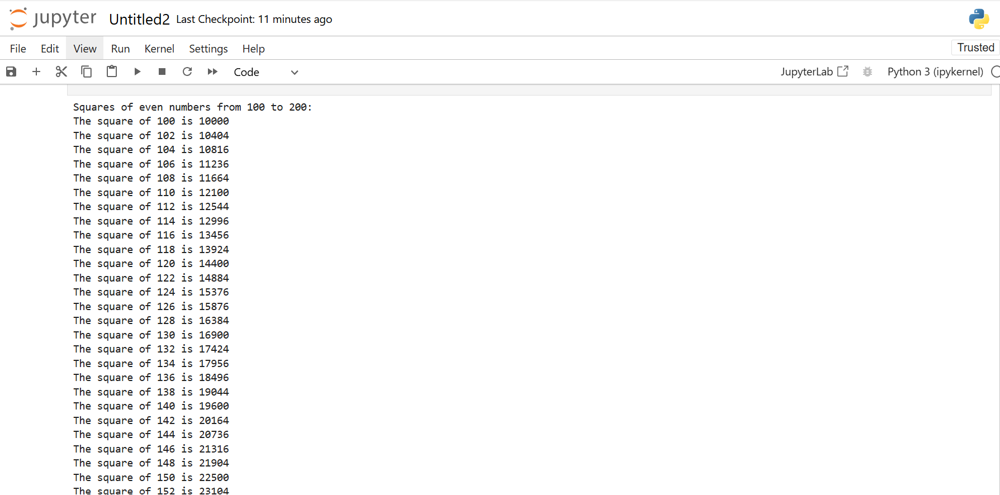 jupyter Untitled2 Last Checkpoint: 11 minutes ago
File Edit View Run Kernel Settings Help Trusted
Code JupyterLab Python 3 (ipykernel)
Squares of even numbers from 100 to 200:
The square of 100 is 10000
The square of 102 is 10404
The square of 104 is 10816
The square of 106 is 11236
The square of 108 is 11664
The square of 110 is 12100
The square of 112 is 12544
The square of 114 is 12996
The square of 116 is 13456
The square of 118 is 13924
The square of 120 is 14400
The square of 122 is 14884
The square of 124 is 15376
The square of 126 is 15876
The square of 128 is 16384
The square of 130 is 16900
The square of 132 is 17424
The square of 134 is 17956
The square of 136 is 18496
The square of 138 is 19044
The square of 140 is 19600
The square of 142 is 20164
The square of 144 is 20736
The square of 146 is 21316
The square of 148 is 21904
The square of 150 is 22500
The square of 152 is 23104